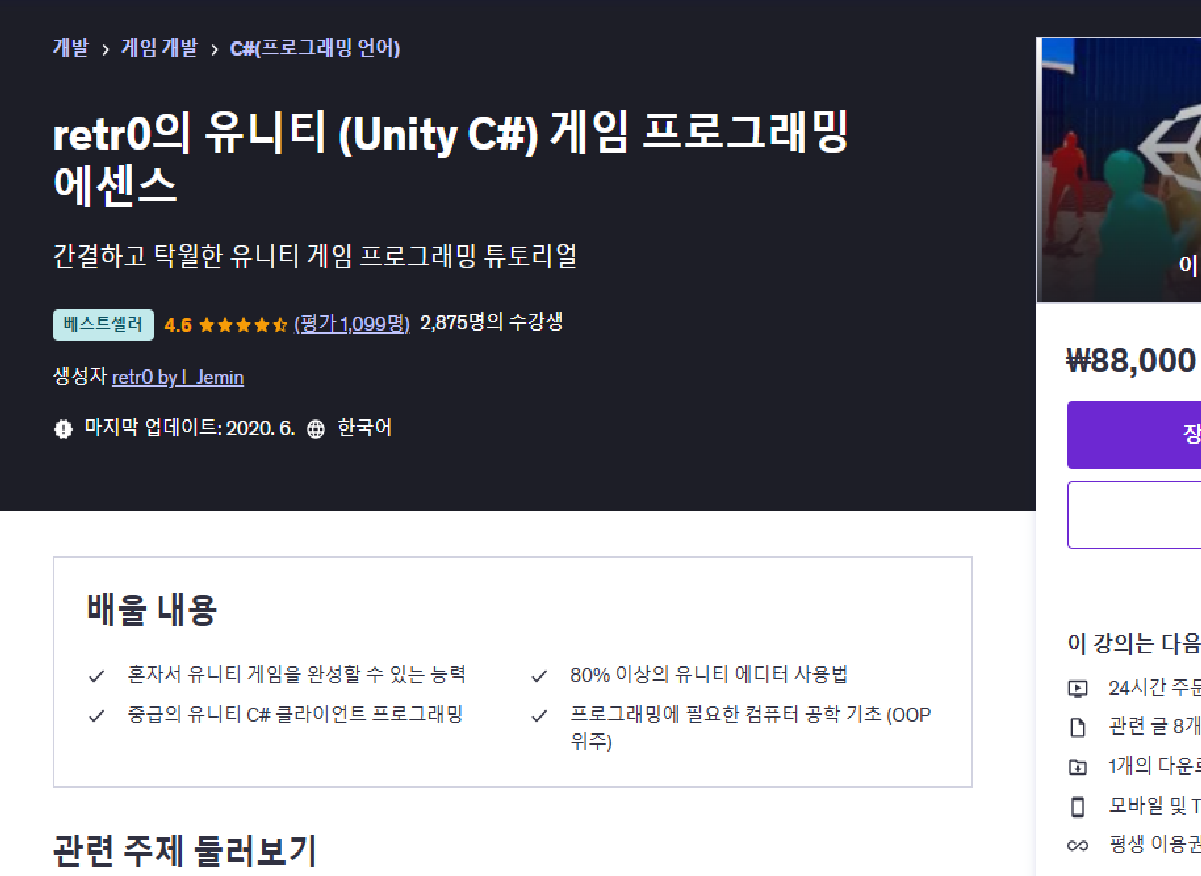 개발 > 게임 개발 > C#(프로그래밍 언어)
retr0의 유니티 (Unity C#) 게임 프로그래밍
에센스
간결하고 탁월한 유니티 게임 프로그래밍 튜토리얼
베스트셀러 4.6 (평가 1,099명) 2,875명의 수강생
생성자 retr0 by I_Jemin
마지막 업데이트: 2020. 6. 한국어
이
₩88,000
장
배울 내용
혼자서 유니티 게임을 완성할 수 있는 능력
중급의 유니티 C# 클라이언트 프로그래밍
80% 이상의 유니티 에디터 사용법
프로그래밍에 필요한 컴퓨터 공학 기초 (OOP
위주)
이 강의는 다음
24시간 주문
관련 글 8개
1개의 다운로
모바일 및 T
평생 이용권
관련 주제 둘러보기